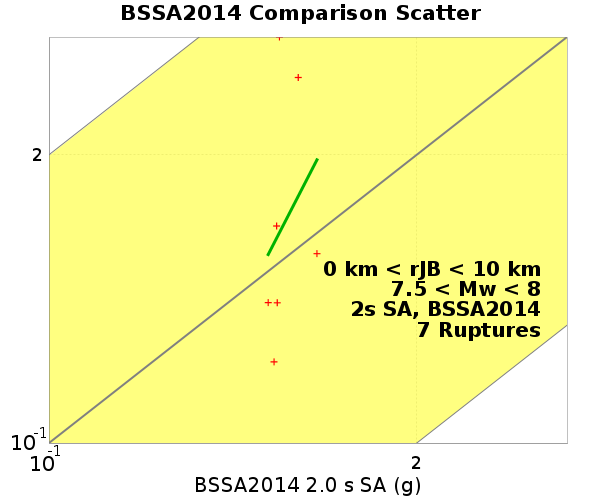 BSSA2014 Comparison Scatter
2
0 km < rJB < 10 km
7.5 < Mw < 8
2s SA, BSSA2014
7 Ruptures
10-1
10-1
2
BSSA2014 2.0 s SA (g)